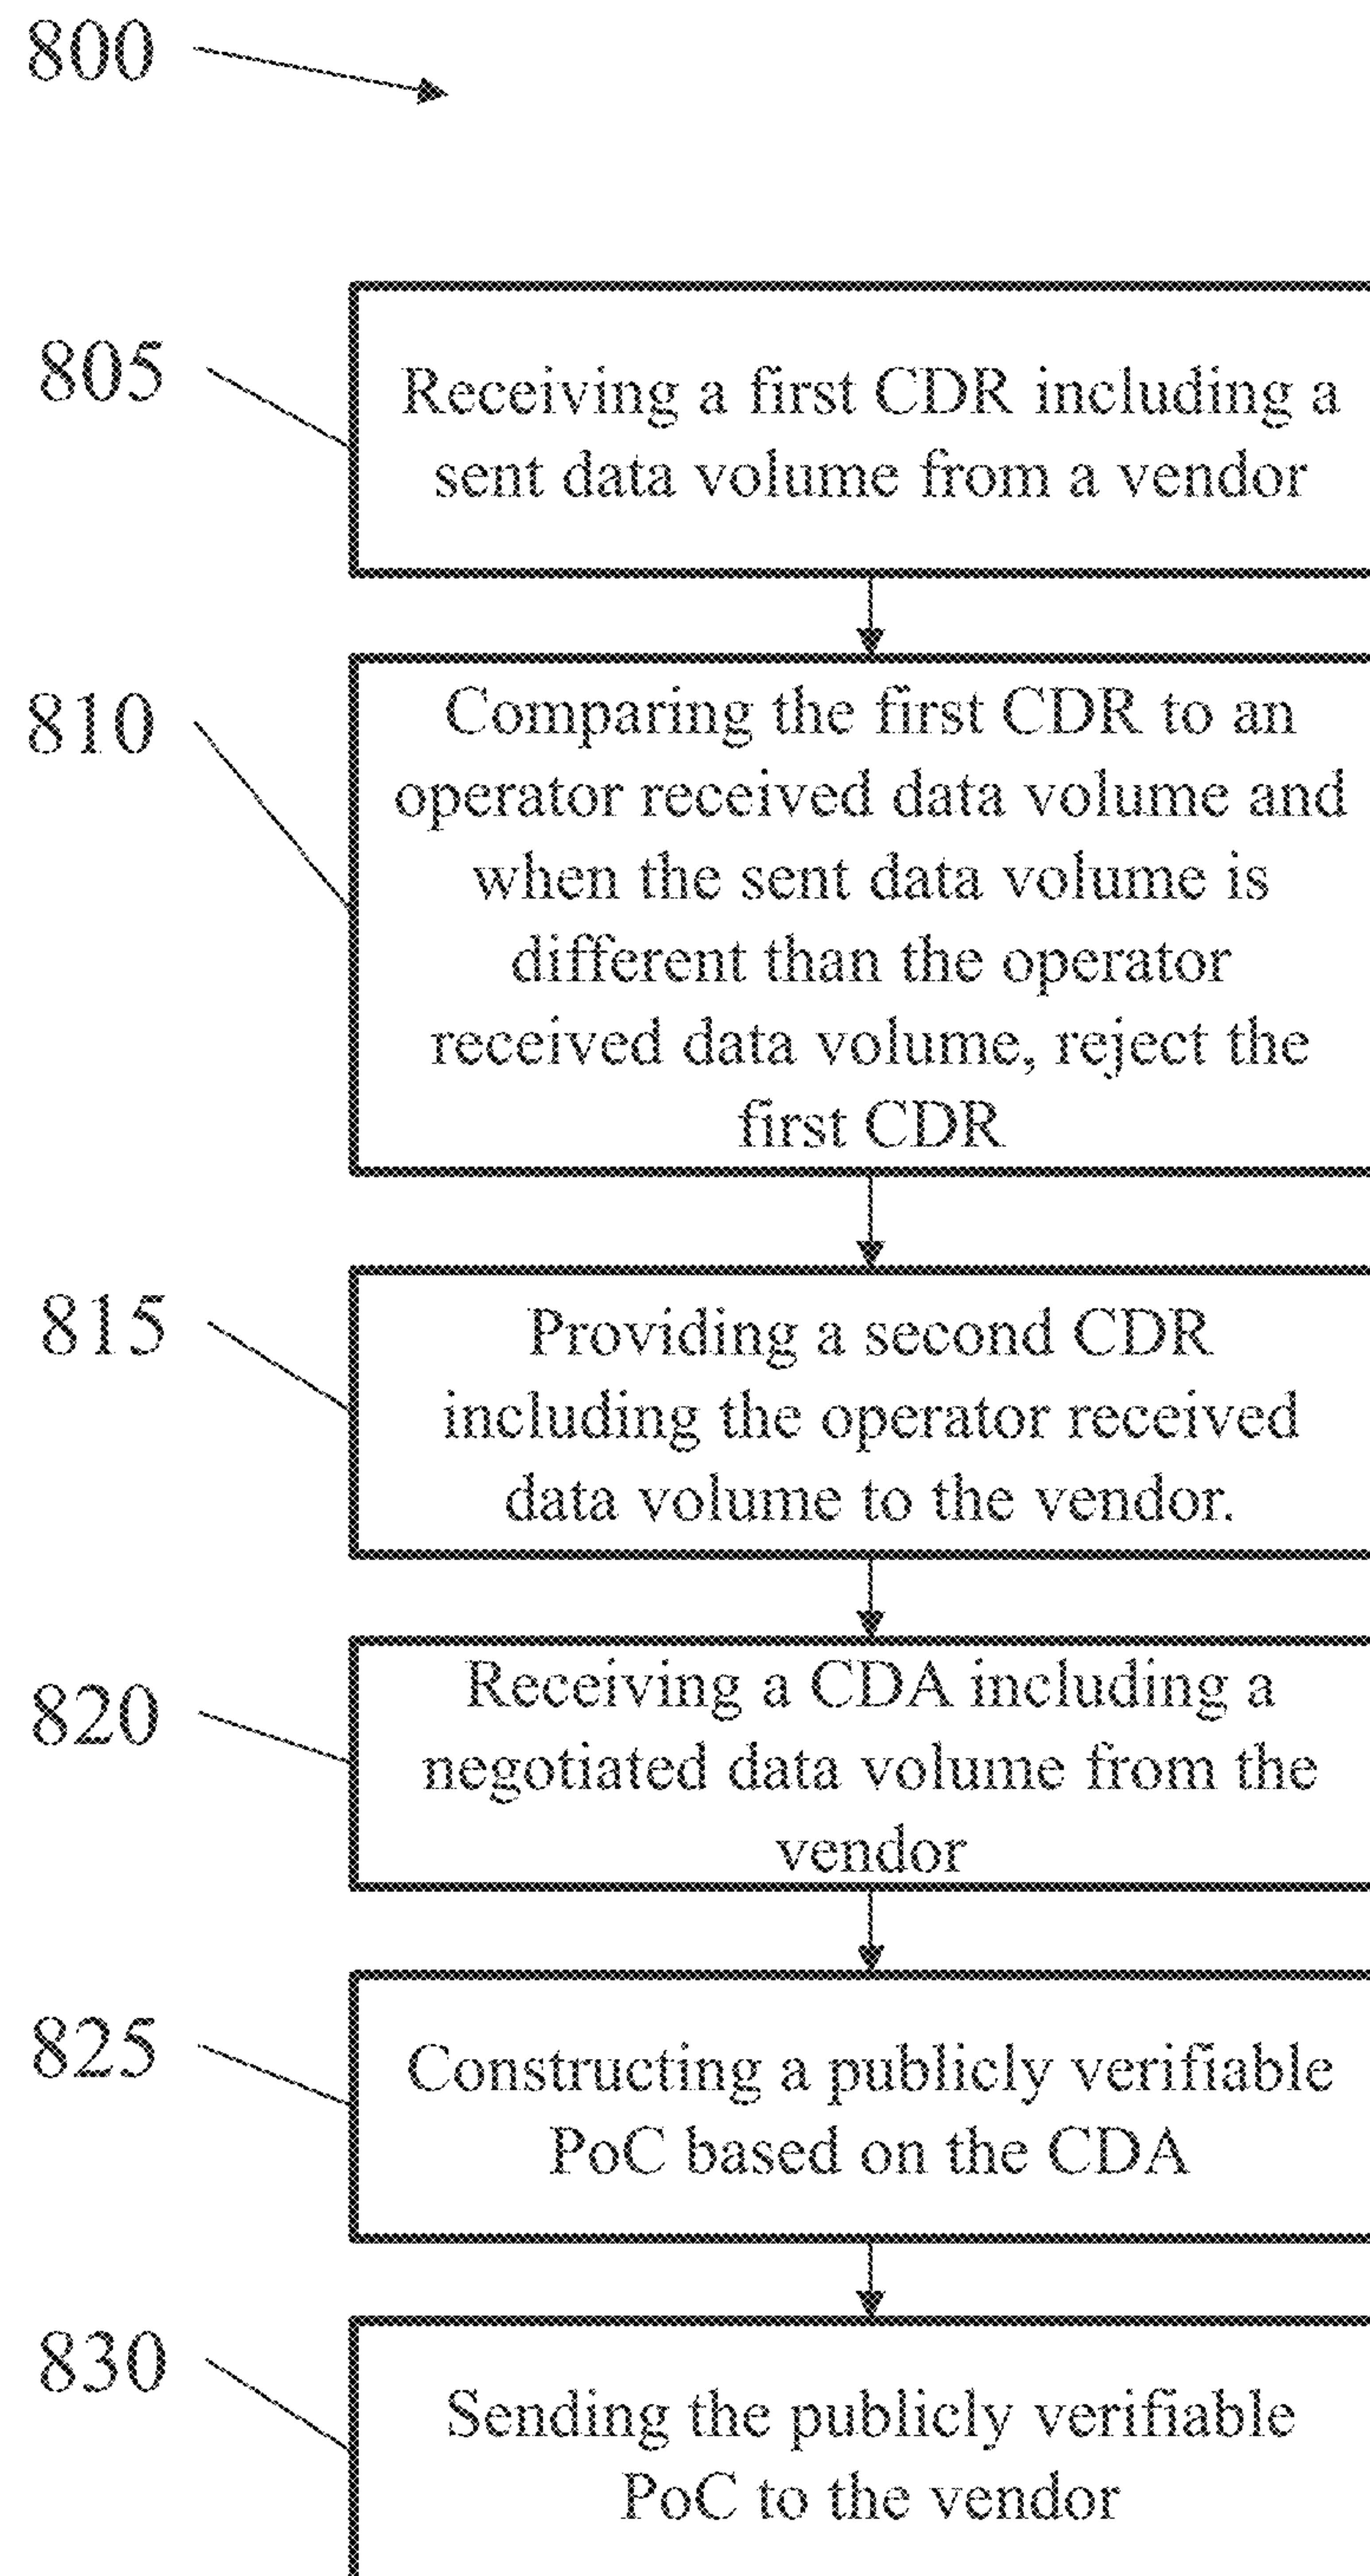 800
805
Receiving a first CDR including a
sent data volume from a vendor
810
Comparing the first CDR to an
operator received data volume and
when the sent data volume is
different than the operator
received data volume, reject the
first CDR
815
Providing a second CDR
including the operator received
data volume to the vendor.
820
Receiving a CDA including a
negotiated data volume from the
vendor
825
Constructing a publicly verifiable
PoC based on the CDA
830
Sending the publicly verifiable
PoC to the vendor